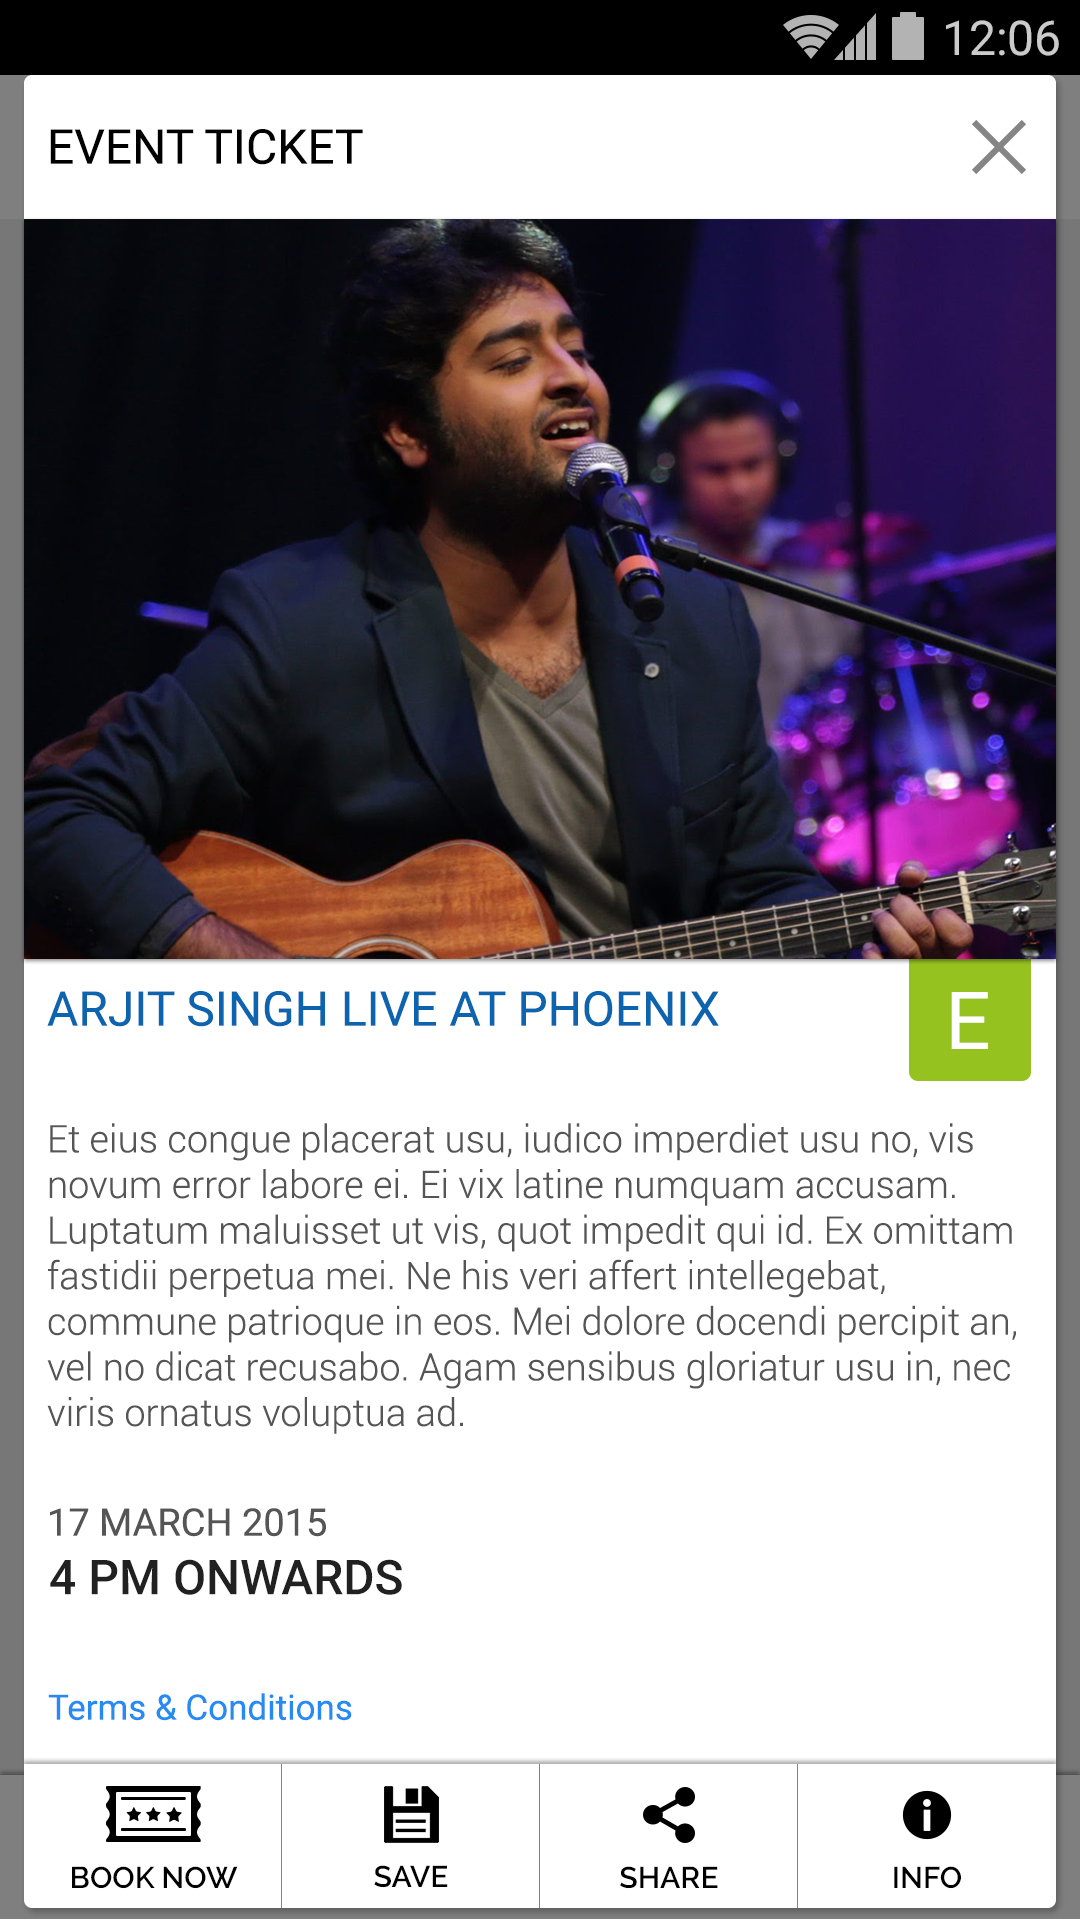 12:06
EVENT TICKET
ARJIT SINGH LIVE AT PHOENIX
E
Et eius congue placerat usu, iudico imperdiet usu no, vis
novum error labore ei. Ei vix latine numquam accusam.
Luptatum maluisset ut vis, quot impedit qui id. Ex omittam
fastidii perpetua mei. Ne his veri affert intellegebat,
commune patrioque in eos. Mei dolore docendi percipit an,
vel no dicat recusabo. Agam sensibus gloriatur usu in, nec
viris ornatus voluptua ad.
17 MARCH 2015
4 PM ONWARDS
Terms & Conditions
BOOK NOW
SAVE
SHARE
INFO